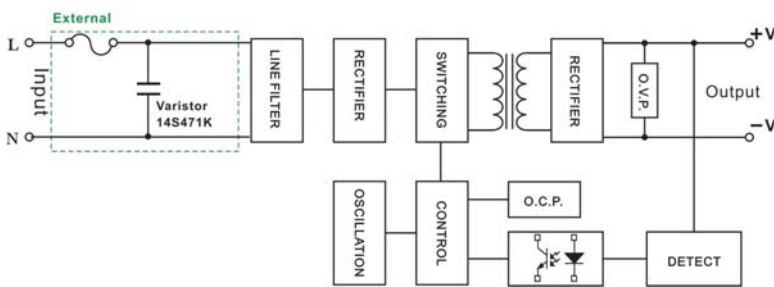 External
L
Input
N
Varistor
14S471K
LINE FILTER
RECTIFIER
SWITCHING
RECTIFIER
O.V.P.
+V
Output
-V
OSCILLATION
CONTROL
O.C.P.
DETECT